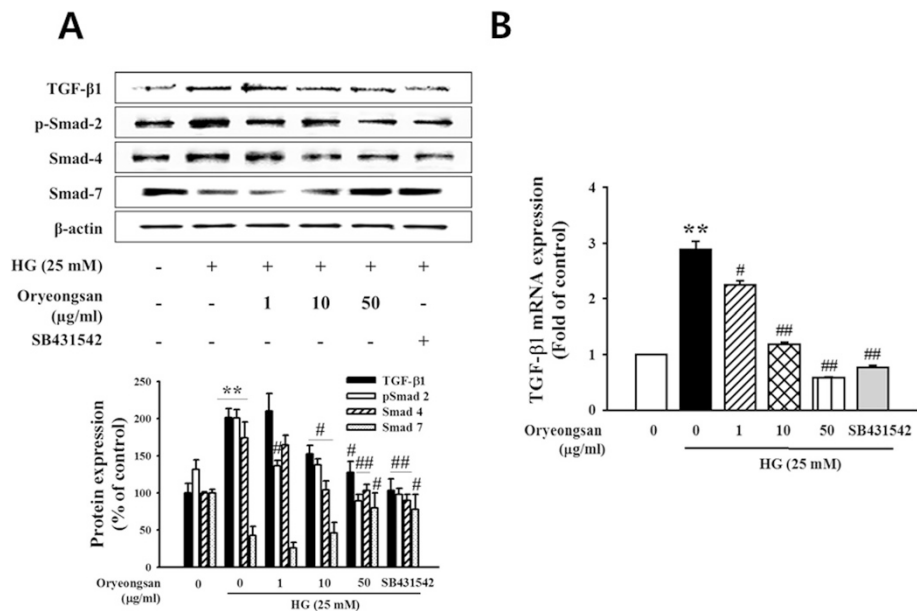 A
TGF-β1
p-Smad-2
Smad-4
Smad-7
β-actin
HG (25 mM) - + + + + +
Oryeongsan - - 1 10 50 -
(μg/ml)
SB431542 - - - - - +
TGF-β1
pSmad 2
Smad 4
Smad 7
Protein expression
(% of control)
250
200
150
100
50
0
** # # # ## # ## #
Oryeongsan 0 0 1 10 50 SB431542
(μg/ml)
HG (25 mM)
B
TGF-β1 mRNA expression
(Fold of control)
4
3
2
1
0
** # ## ## ##
Oryeongsan 0 0 1 10 50 SB431542
(μg/ml)
HG (25 mM)